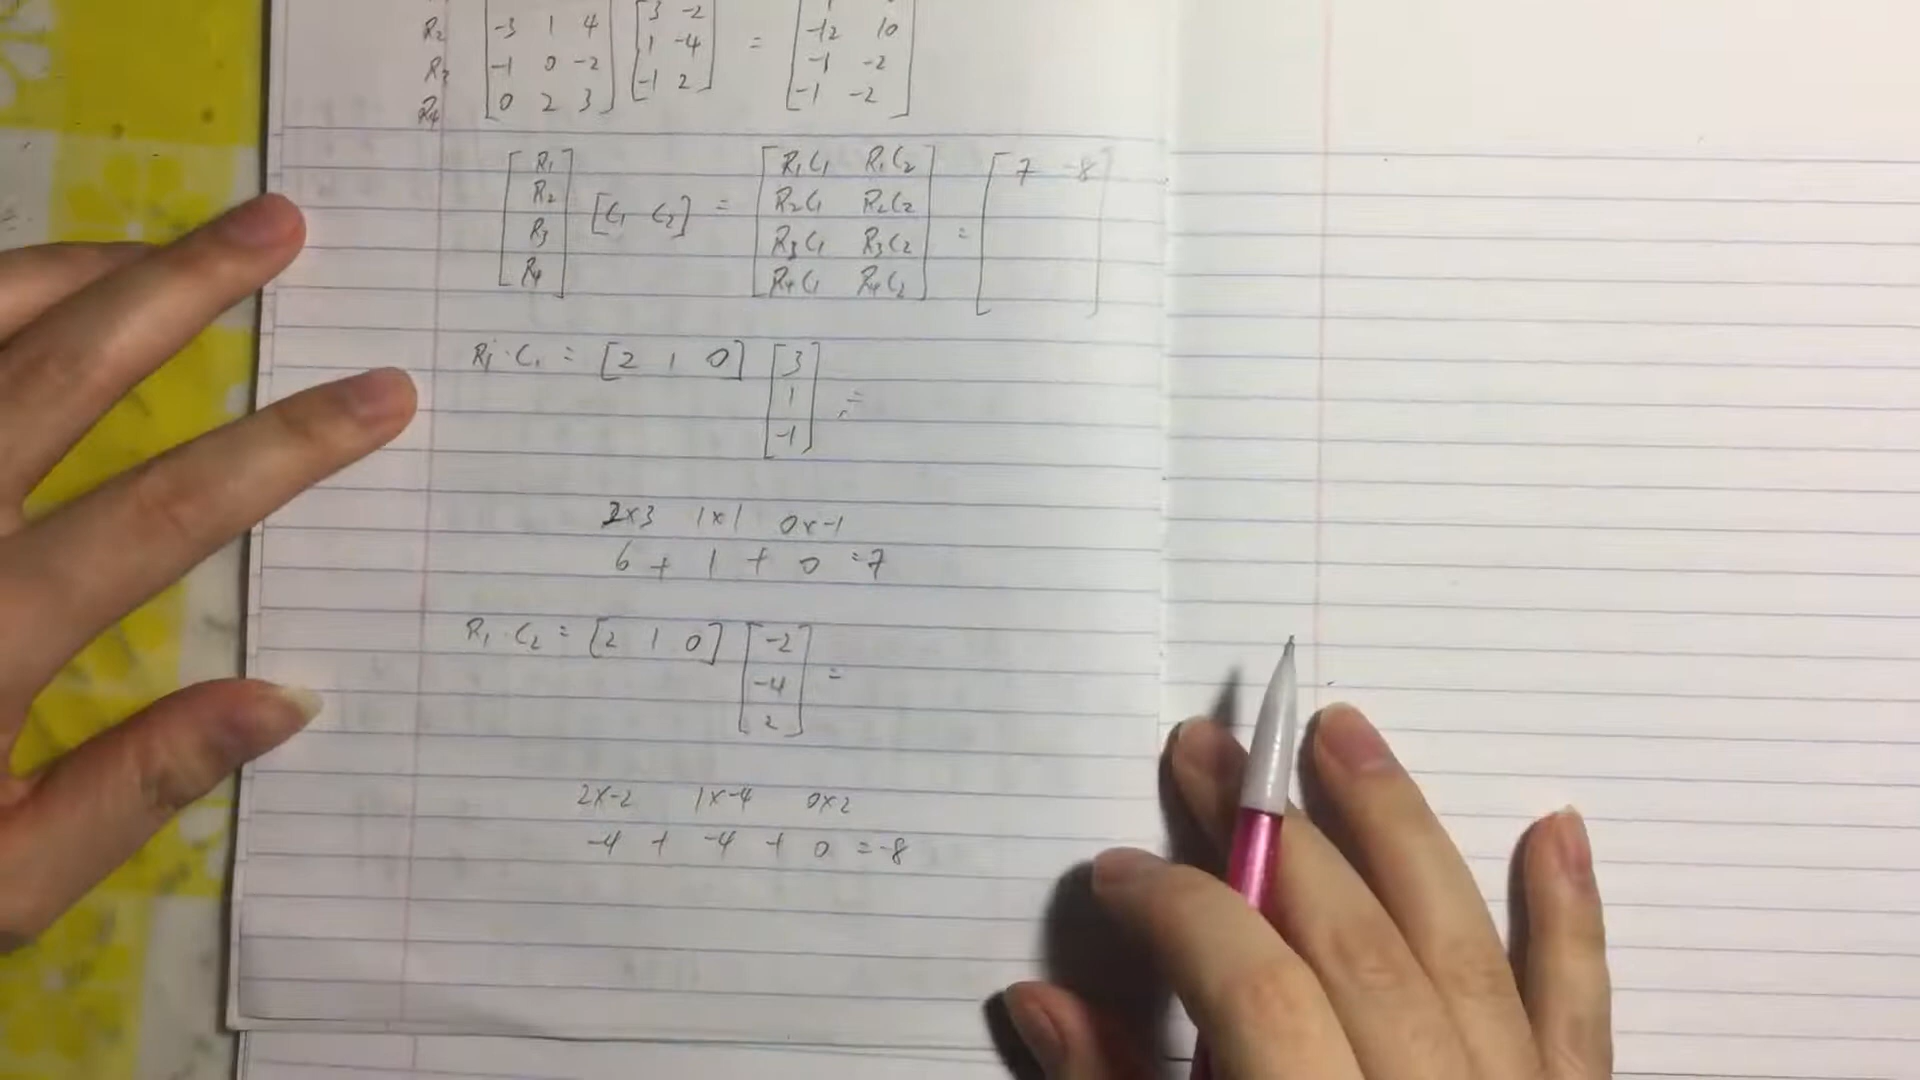 3 -2
R2 -3 1 4 1 -4 = -12 10
R3 -1 0 -2 -1 2 -1 -2
R4 0 2 3 -1 -2
R1 R1C1 R1C2 7 -8
R2 [C1 C2] = R2C1 R2C2
R3 R3C1 R3C2 =
R4 R4C1 R4C2
R1 · C1 = [2 1 0] 3
1 =
-1
2x3 1x1 0x-1
6 + 1 + 0 =7
R1 · C2 = [2 1 0] -2
-4 =
2
2x-2 1x-4 0x2
-4 + -4 + 0 =-8